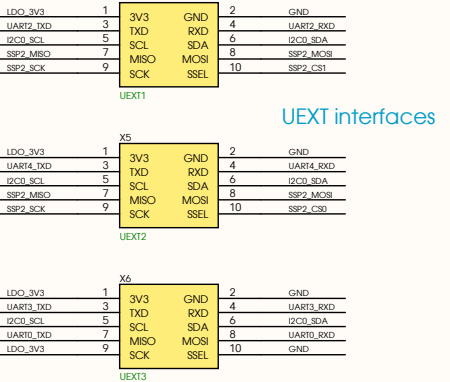 LDO_3V3 1 3V3 GND 2 GND
UART2_TXD 3 TXD RXD 4 UART2_RXD
I2C0_SCL 5 SCL SDA 6 I2C0_SDA
SSP2_MISO 7 MISO MOSI 8 SSP2_MOSI
SSP2_SCK 9 SCK SSEL 10 SSP2_CS1
UEXT1
UEXT interfaces
X5
LDO_3V3 1 3V3 GND 2 GND
UART4_TXD 3 TXD RXD 4 UART4_RXD
I2C0_SCL 5 SCL SDA 6 I2C0_SDA
SSP2_MISO 7 MISO MOSI 8 SSP2_MOSI
SSP2_SCK 9 SCK SSEL 10 SSP2_CS0
UEXT2
X6
LDO_3V3 1 3V3 GND 2 GND
UART3_TXD 3 TXD RXD 4 UART3_RXD
I2C0_SCL 5 SCL SDA 6 I2C0_SDA
UART0_TXD 7 MISO MOSI 8 UART0_RXD
LDO_3V3 9 SCK SSEL 10 GND
UEXT3